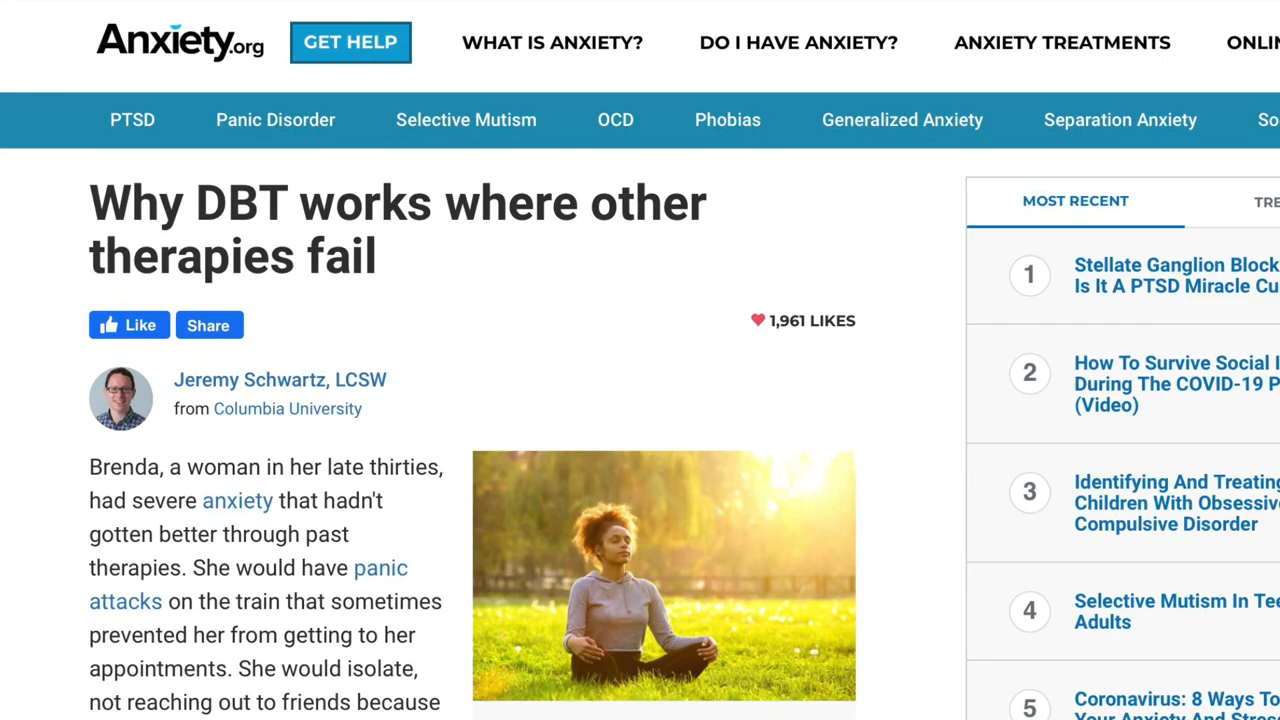 Anxiety.org
GET HELP
WHAT IS ANXIETY?
DO I HAVE ANXIETY?
ANXIETY TREATMENTS
PTSD
Panic Disorder
Selective Mutism
OCD
Phobias
Generalized Anxiety
Separation Anxiety
Why DBT works where other
therapies fail
Like
Share
1,961 LIKES
Jeremy Schwartz, LCSW
from Columbia University
Brenda, a woman in her late thirties,
had severe anxiety that hadn't
gotten better through past
therapies. She would have panic
attacks on the train that sometimes
prevented her from getting to her
appointments. She would isolate,
not reaching out to friends because
MOST RECENT
1
Stellate Ganglion Block
Is It A PTSD Miracle
2
How To Survive Social
During The COVID-19
(Video)
3
Identifying And Treating
Children With
Compulsive Disorder
4
Selective Mutism In
Adults
5
Coronavirus: 8 Ways To
Your Anxiety And